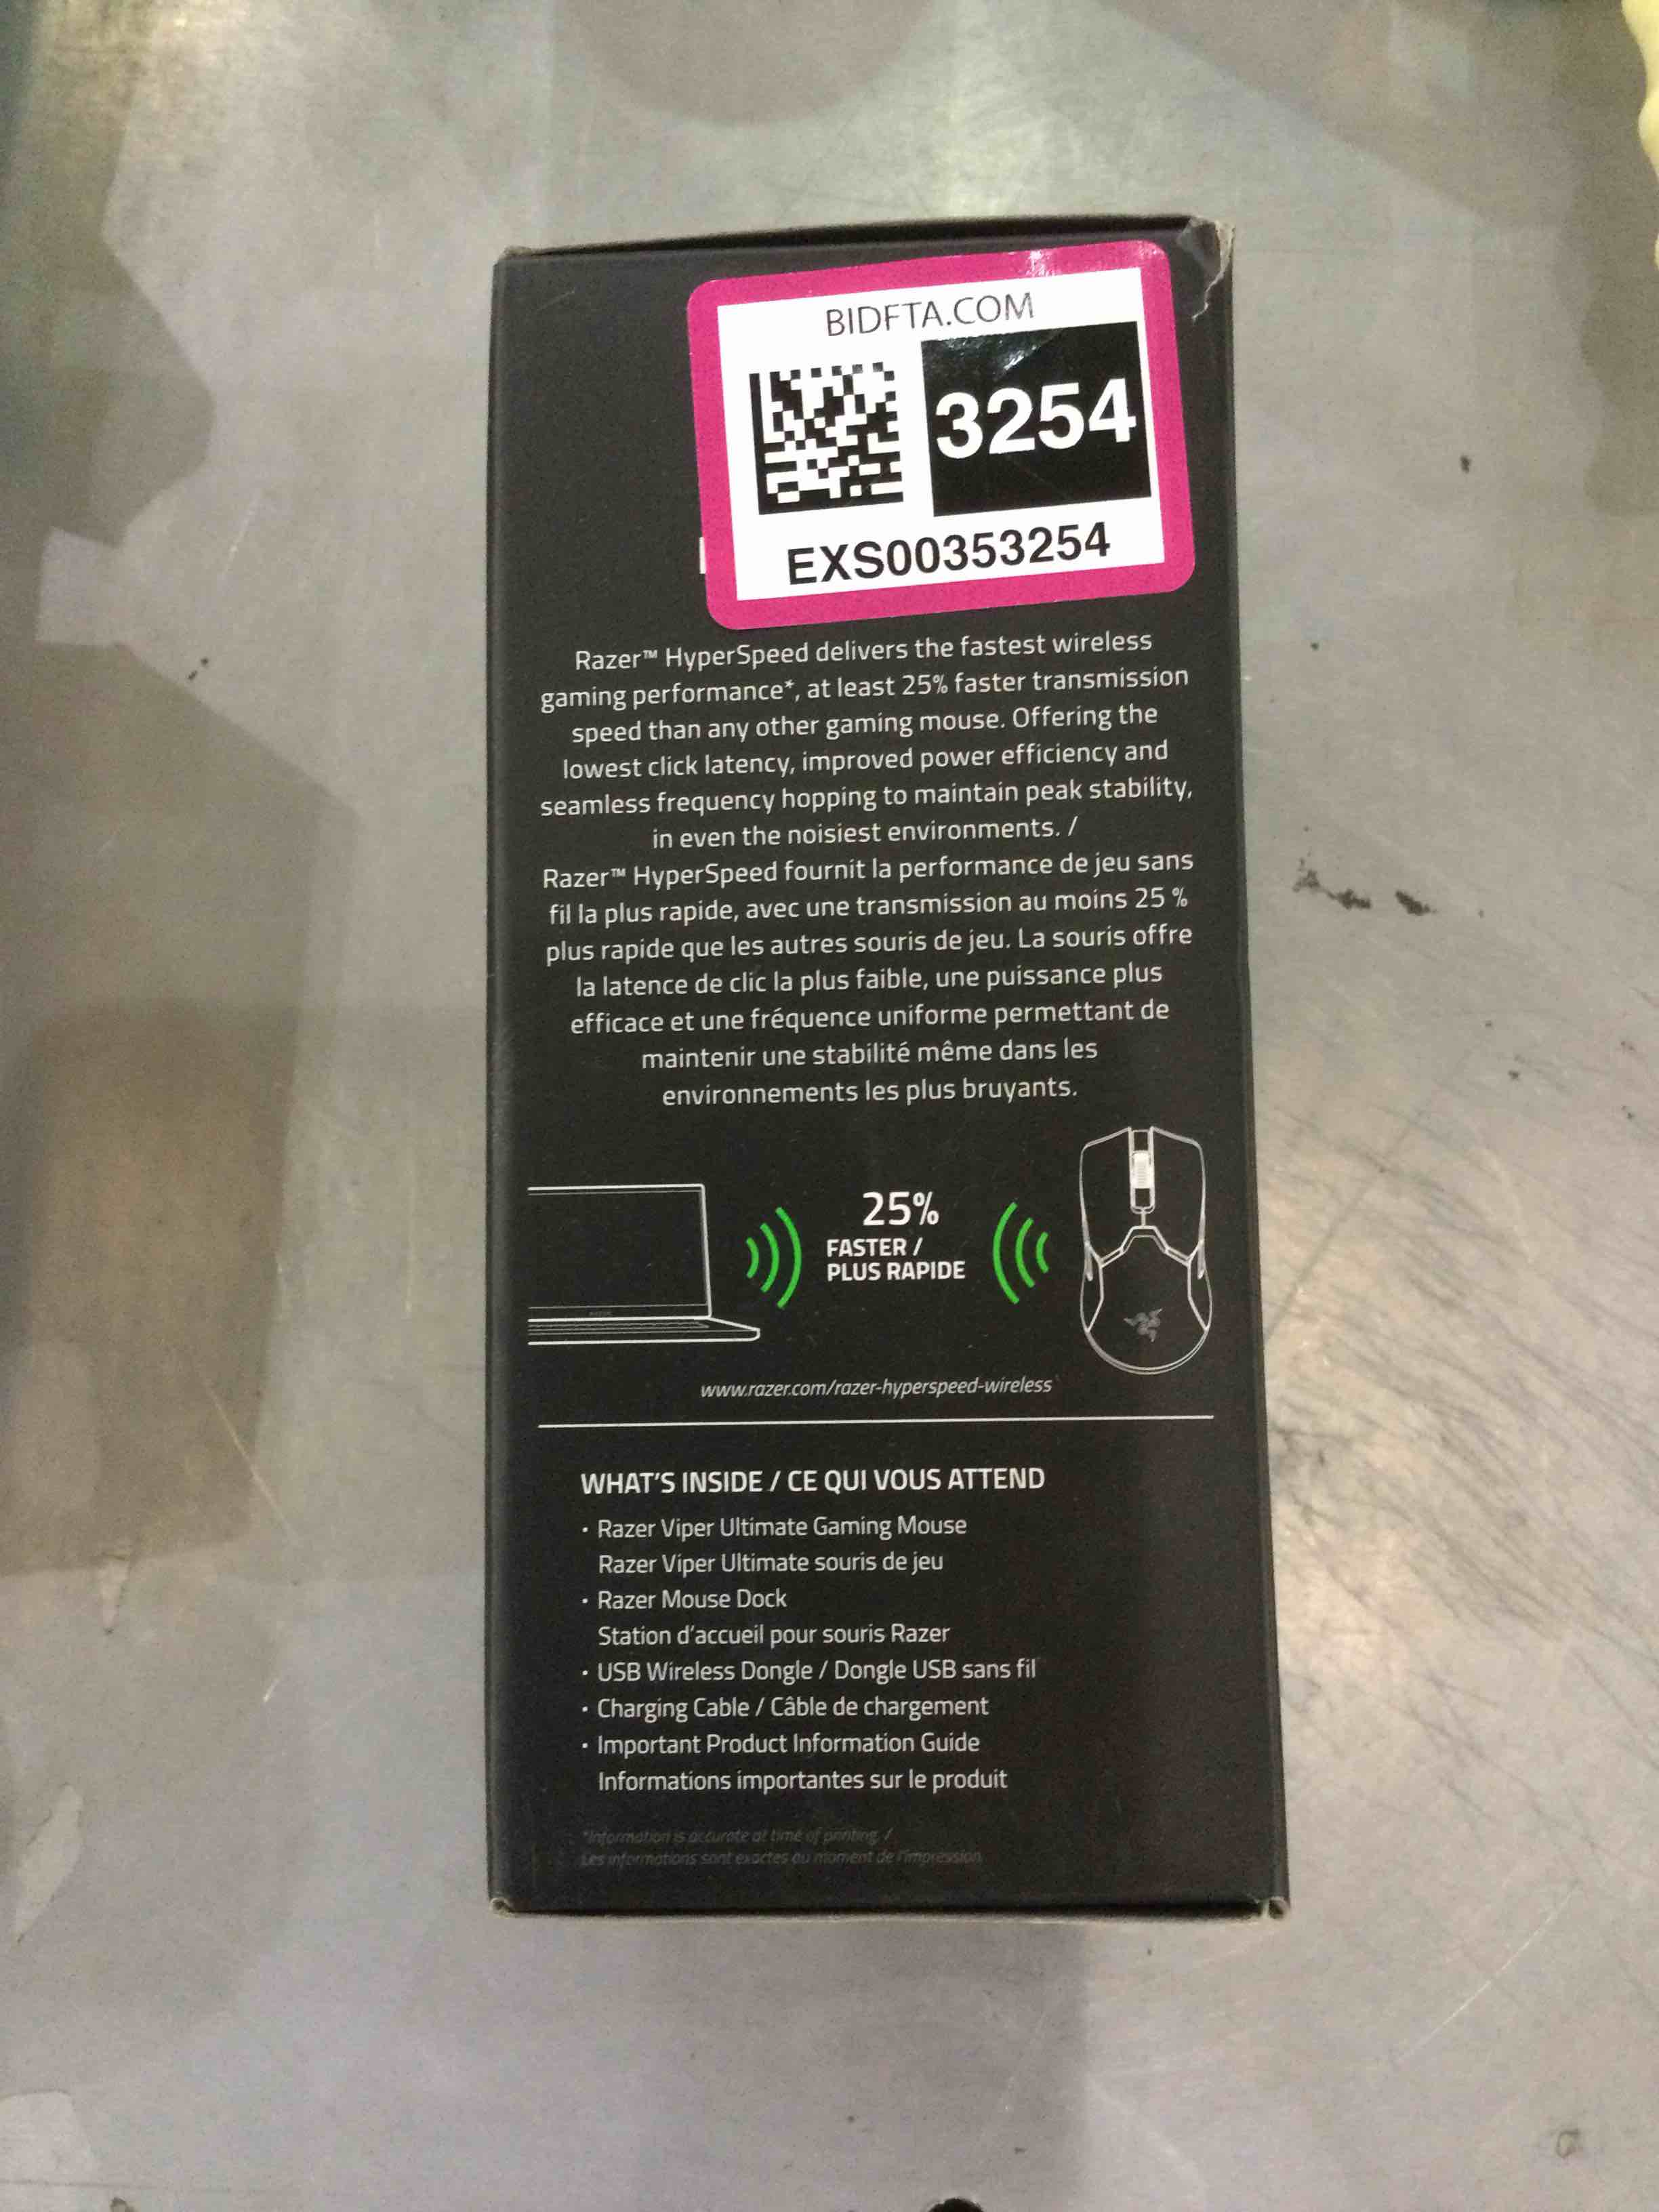 BIDFTA.COM
3254
EXS00353254
Razer™ HyperSpeed delivers the fastest wireless
gaming performance*, at least 25% faster transmission
speed than any other gaming mouse. Offering the
lowest click latency, improved power efficiency and
seamless frequency hopping to maintain peak stability,
in even the noisiest environments. /
Razer™ HyperSpeed fournit la performance de jeu sans
fil la plus rapide, avec une transmission au moins 25 %
plus rapide que les autres souris de jeu. La souris offre
la latence de clic la plus faible, une puissance plus
efficace et une fréquence uniforme permettant de
maintenir une stabilité même dans les
environnements les plus bruyants.
25%
FASTER /
PLUS RAPIDE
www.razer.com/razer-hyperspeed-wireless
WHAT'S INSIDE / CE QUI VOUS ATTEND
• Razer Viper Ultimate Gaming Mouse
Razer Viper Ultimate souris de jeu
• Razer Mouse Dock
Station d'accueil pour souris Razer
• USB Wireless Dongle / Dongle USB sans fil
• Charging Cable / Câble de chargement
• Important Product Information Guide
Informations importantes sur le produit
*Information is accurate at time of printing. /
Les informations sont exactes au moment de l'impression.